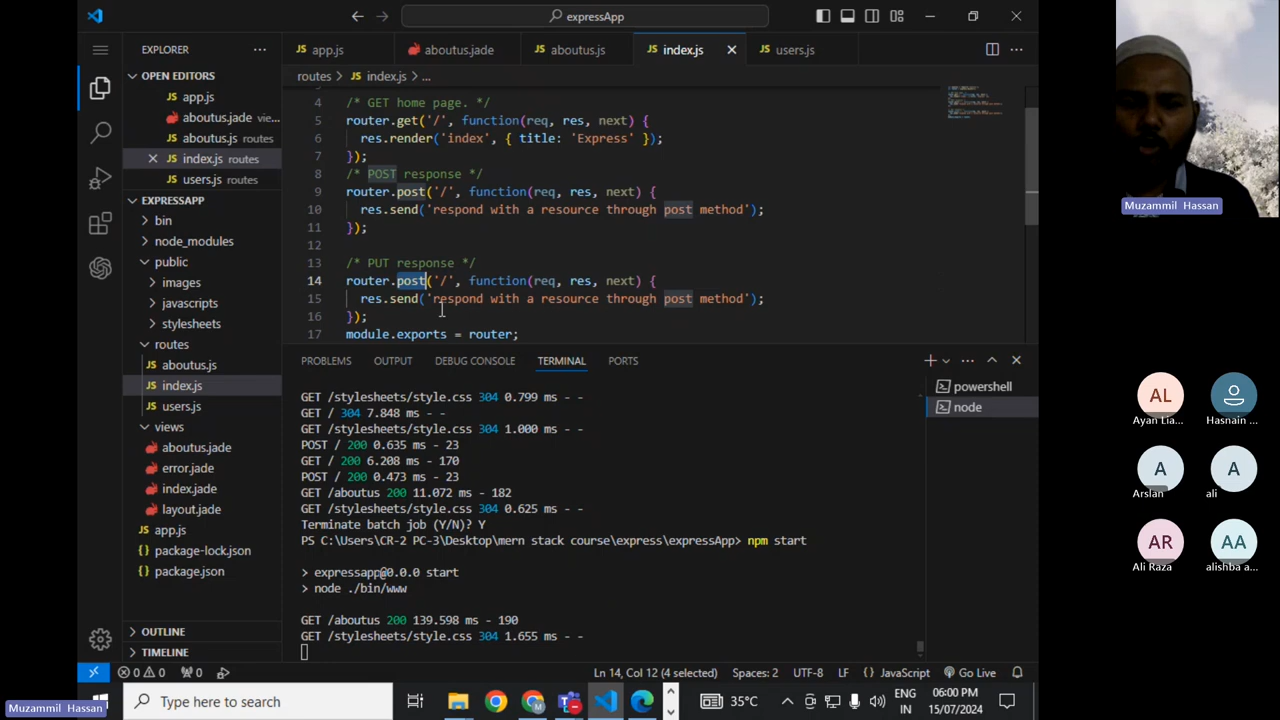 expressApp
EXPLORER
app.js
aboutus.jade
aboutus.js
index.js
users.js
OPEN EDITORS
app.js
aboutus.jade vie...
aboutus.js routes
index.js routes
users.js routes
EXPRESSAPP
bin
node_modules
public
images
javascripts
stylesheets
routes
aboutus.js
index.js
users.js
views
aboutus.jade
error.jade
index.jade
layout.jade
app.js
package-lock.json
package.json
OUTLINE
TIMELINE
routes > index.js > ...
4 /* GET home page. */
5 router.get('/', function(req, res, next) {
6 res.render('index', { title: 'Express' });
7 });
8 /* POST response */
9 router.post('/', function(req, res, next) {
10 res.send('respond with a resource through post method');
11 });
12
13 /* PUT response */
14 router.post('/', function(req, res, next) {
15 res.send('respond with a resource through post method');
16 });
17 module.exports = router;
PROBLEMS OUTPUT DEBUG CONSOLE TERMINAL PORTS
GET /stylesheets/style.css 304 0.799 ms - -
GET / 304 7.848 ms - -
GET /stylesheets/style.css 304 1.000 ms - -
POST / 200 0.635 ms - 23
GET / 200 6.208 ms - 170
POST / 200 0.473 ms - 23
GET /aboutus 200 11.072 ms - 182
GET /stylesheets/style.css 304 0.625 ms - -
Terminate batch job (Y/N)? Y
PS C:\Users\CR-2 PC-3\Desktop\mern stack course\express\expressApp> npm start
> expressapp@0.0.0 start
> node ./bin/www
GET /aboutus 200 139.598 ms - 190
GET /stylesheets/style.css 304 1.655 ms - -
powershell
node
0 0 0 Ln 14, Col 12 (4 selected) Spaces: 2 UTF-8 LF {} JavaScript Go Live
Type here to search
35°C
ENG
IN
06:00 PM
15/07/2024
Muzammil Hassan
Muzammil Hassan
AL
Ayan Lia...
Hasnain ...
A
Arslan
A
ali
AR
Ali Raza
AA
alishba a...